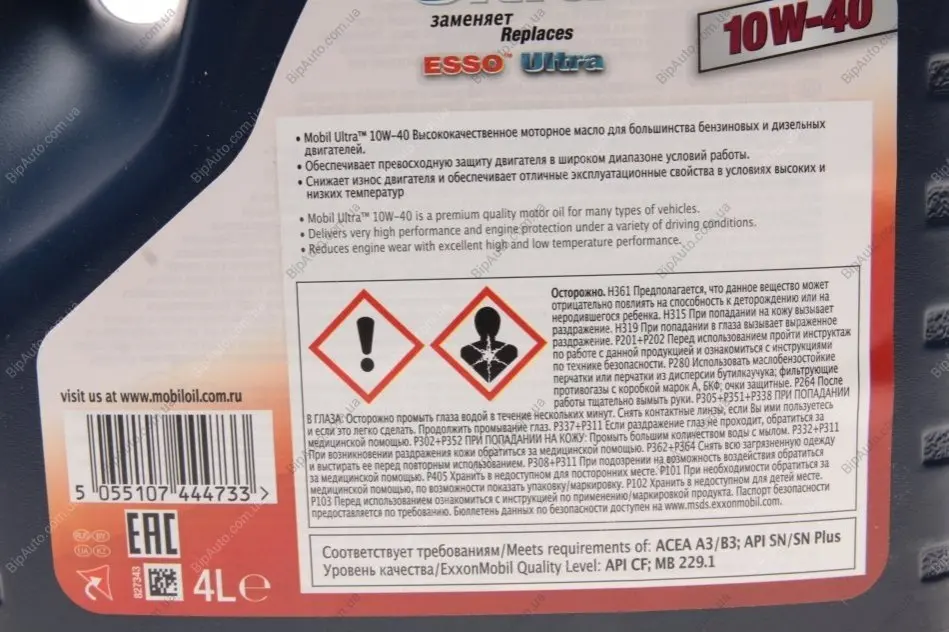 заменяет
Replaces
ESSO™ Ultra
10W-40
• Mobil Ultra™ 10W-40 Высококачественное моторное масло для большинства бензиновых и дизельных
двигателей.
• Обеспечивает превосходную защиту двигателя в широком диапазоне условий работы.
• Снижает износ двигателя и обеспечивает отличные эксплуатационные свойства в условиях высоких и
низких температур
• Mobil Ultra™ 10W-40 is a premium quality motor oil for many types of vehicles.
• Delivers very high performance and engine protection under a variety of driving conditions.
• Reduces engine wear with excellent high and low temperature performance.
Осторожно. H361 Предполагается, что данное вещество может
отрицательно повлиять на способность к деторождению или на
неродившегося ребенка. H315 При попадании на кожу вызывает
раздражение. H319 При попадании в глаза вызывает выраженное
раздражение. P201+P202 Перед использованием пройти инструктаж
по работе с данной продукцией и ознакомиться с инструкциями
по технике безопасности. P280 Использовать маслобензостойкие
перчатки или перчатки из дисперсии бутилкаучука; фильтрующие
противогазы с коробкой марок А, БКФ; очки защитные. P264 После
работы тщательно вымыть руки. P305+P351+P338 ПРИ ПОПАДАНИИ
В ГЛАЗА: Осторожно промыть глаза водой в течение нескольких минут. Снять контактные линзы, если Вы ими пользуетесь
и если это легко сделать. Продолжить промывание глаз. P337+P311 Если раздражение глаз не проходит, обратиться за
медицинской помощью. P302+P352 ПРИ ПОПАДАНИИ НА КОЖУ: Промыть большим количеством воды с мылом. P332+P311
При возникновении раздражения кожи обратиться за медицинской помощью. P362+P364 Снять всю загрязненную одежду
и выстирать ее перед повторным использованием. P308+P311 При подозрении на возможность воздействия обратиться
за медицинской помощью. P405 Хранить в недоступном для посторонних месте. P101 При необходимости обратиться за
медицинской помощью, по возможности показать упаковку/маркировку. P102 Хранить в недоступном для детей месте.
P103 Перед использованием ознакомиться с инструкцией по применению/маркировкой продукта. Паспорт безопасности
предоставляется по требованию. Бюллетень данных по безопасности доступен на www.msds.exxonmobil.com.
visit us at www.mobiloil.com.ru
5 055107 444733 >
EAC
RUS BY
UA KZ
827343
4L℮
Соответствует требованиям/Meets requirements of: ACEA A3/B3; API SN/SN Plus
Уровень качества/ExxonMobil Quality Level: API CF; MB 229.1
BipAuto.com.ua